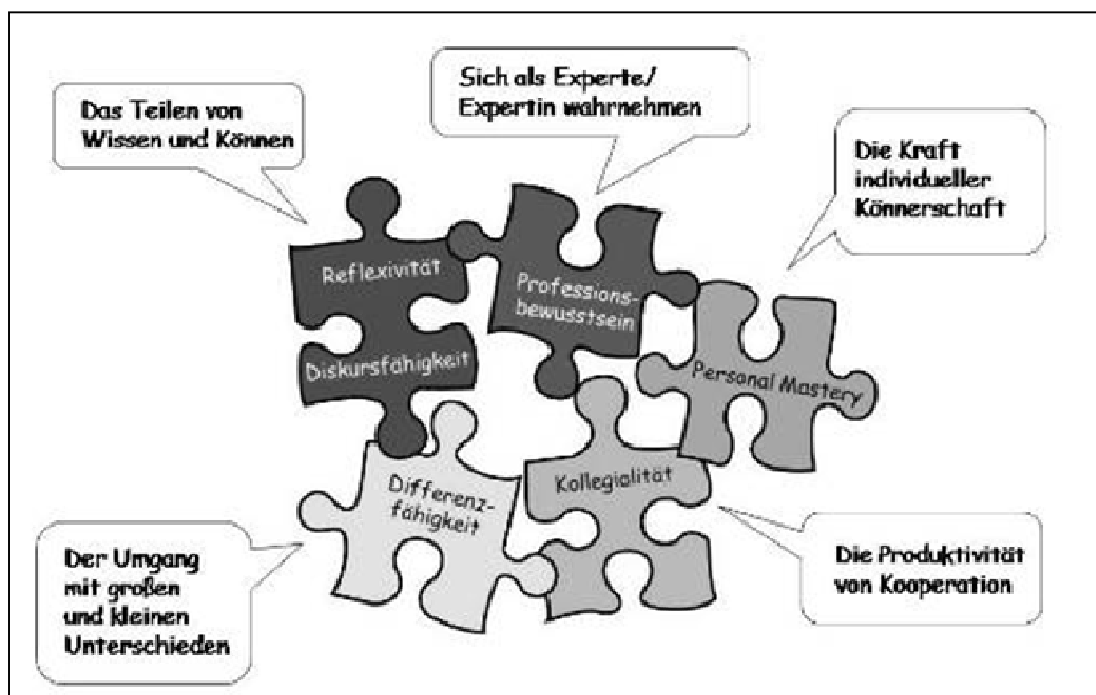 Das Teilen von
Wissen und Können
Sich als Experte/
Expertin wahrnehmen
Die Kraft
individueller
Könnerschaft
Reflexivität
Diskursfähigkeit
Professions-
bewusstsein
Personal Mastery
Differenz-
fähigkeit
Kollegialität
Der Umgang
mit großen
und kleinen
Unterschieden
Die Produktivität
von Kooperation